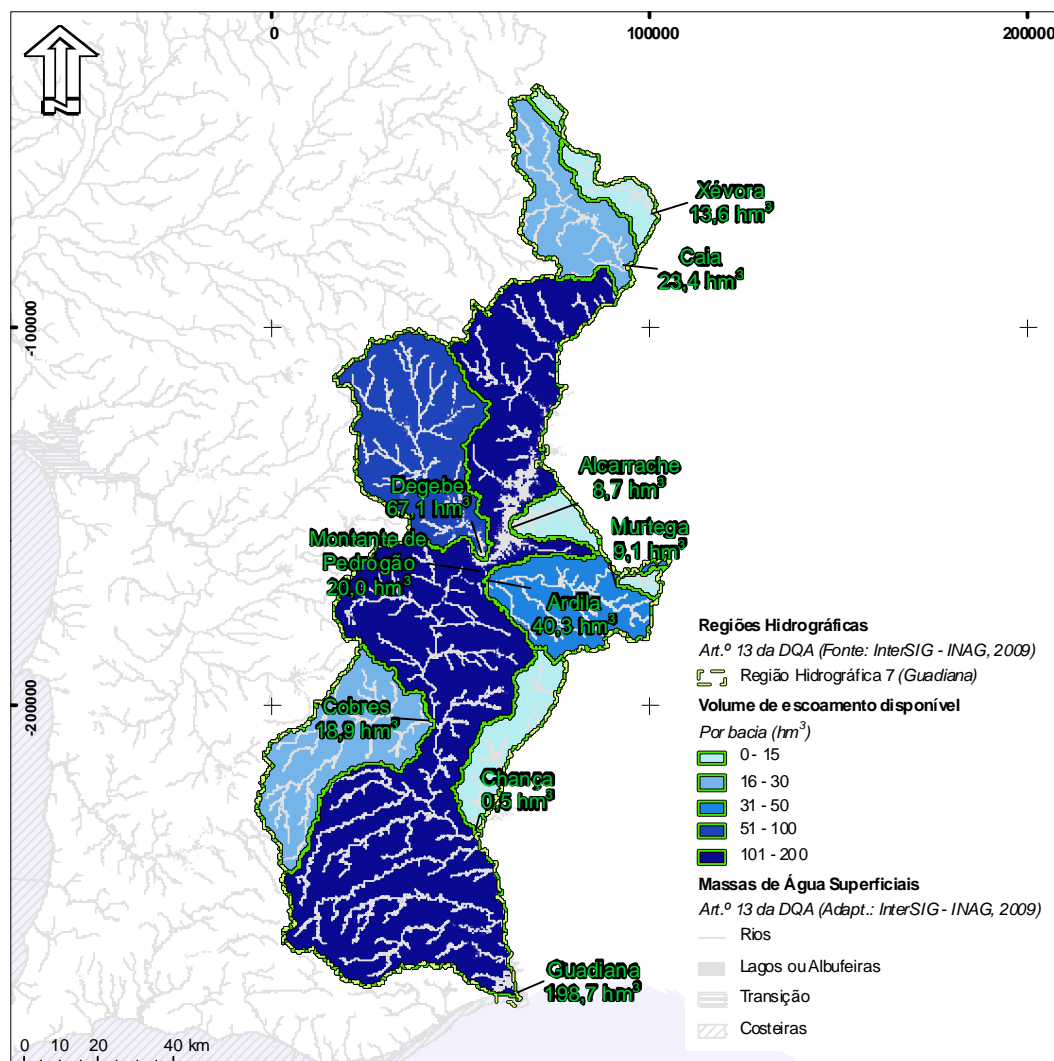 0
100000
200000
N
-100000
-200000
Xévora
13,6 hm³
Caia
23,4 hm³
Alcarrache
8,7 hm³
Degebe
67,1 hm³
Murtega
9,1 hm³
Montante de
Pedrógão
20,0 hm³
Ardila
40,3 hm³
Cobres
18,9 hm³
Chança
0,5 hm³
Guadiana
198,7 hm³
Regiões Hidrográficas
Art.º 13 da DQA (Fonte: InterSIG - INAG, 2009)
Região Hidrográfica 7 (Guadiana)
Volume de escoamento disponível
Por bacia (hm³)
0 - 15
16 - 30
31 - 50
51 - 100
101 - 200
Massas de Água Superficiais
Art.º 13 da DQA (Adapt.: InterSIG - INAG, 2009)
Rios
Lagos ou Albufeiras
Transição
Costeiras
0 10 20 40 km